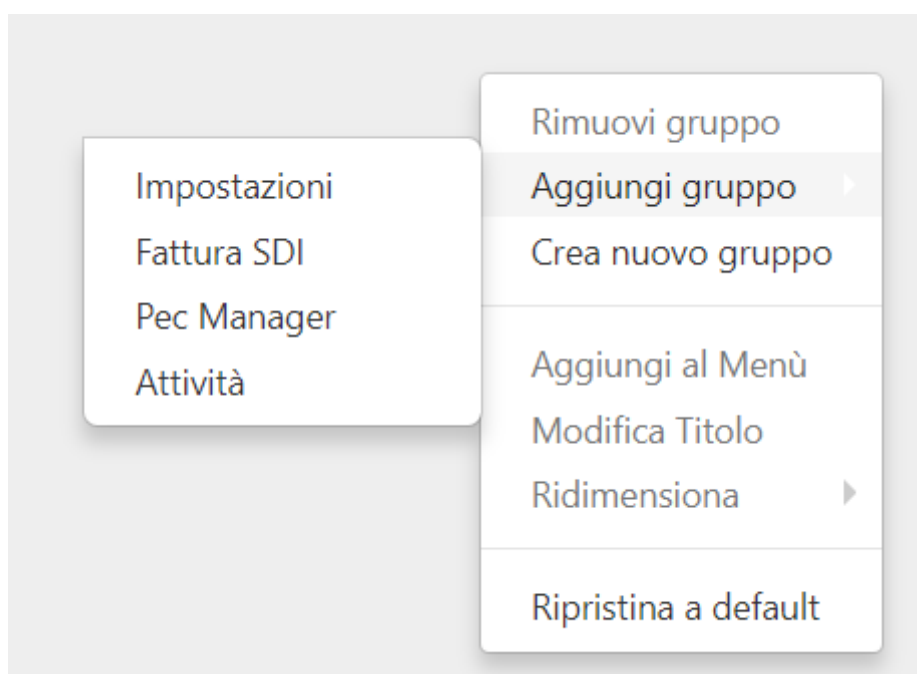 Rimuovi gruppo
Aggiungi gruppo
Crea nuovo gruppo
Aggiungi al Menù
Modifica Titolo
Ridimensiona
Ripristina a default
Impostazioni
Fattura SDI
Pec Manager
Attività